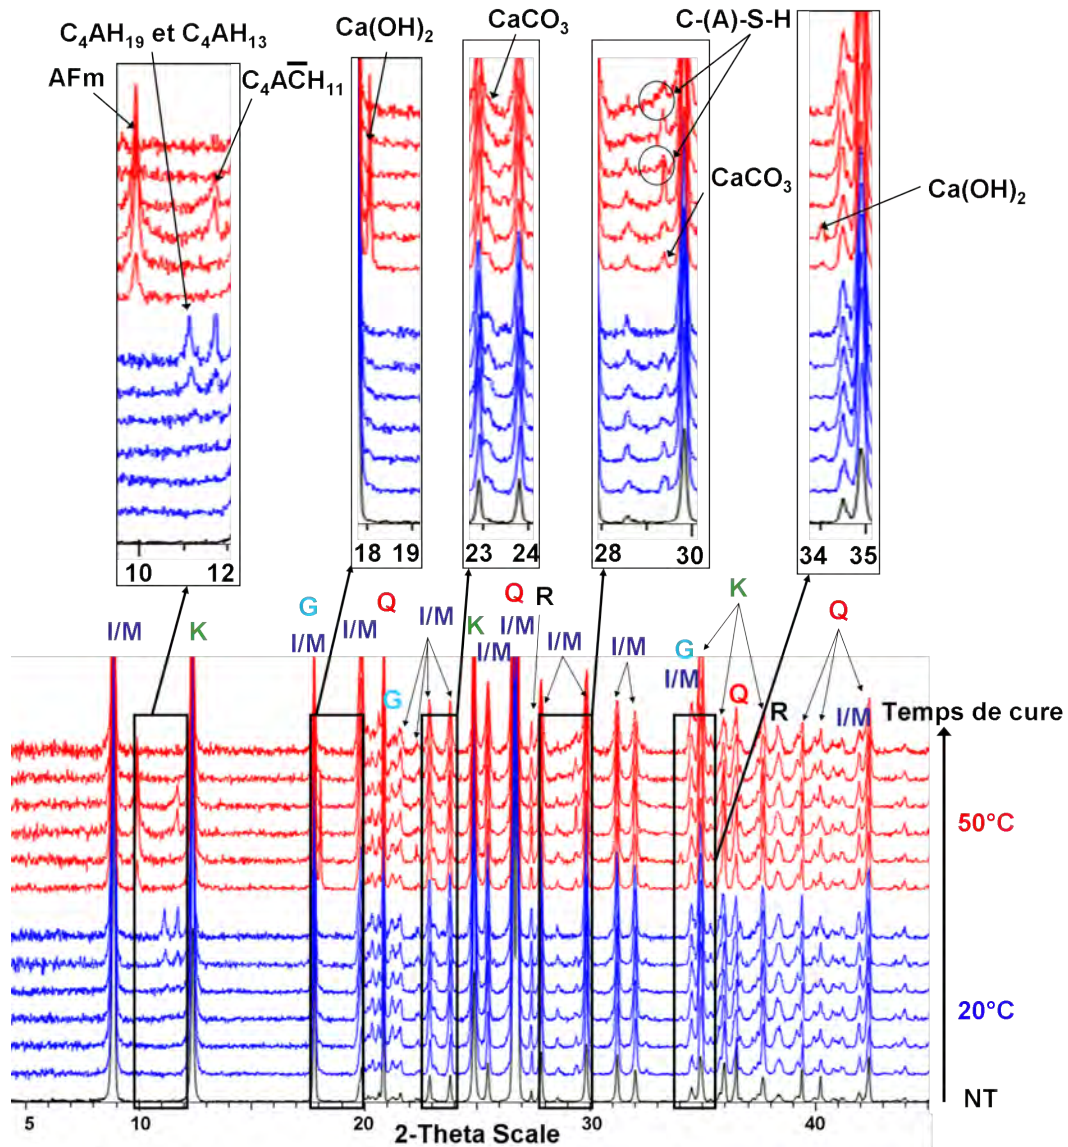 C₄AH₁₉ et C₄AH₁₃
Ca(OH)₂
CaCO₃
C-(A)-S-H
AFm
C₄AC̅H₁₁
CaCO₃
Ca(OH)₂
10 12
18 19
23 24
28 30
34 35
I/M
K
G
I/M
Q
I/M
G
I/M
K
I/M
Q
I/M
R
I/M
I/M
G
I/M
K
Q
R
Q
I/M
Temps de cure
50°C
20°C
NT
5 10 15 20 25 30 40
2-Theta Scale